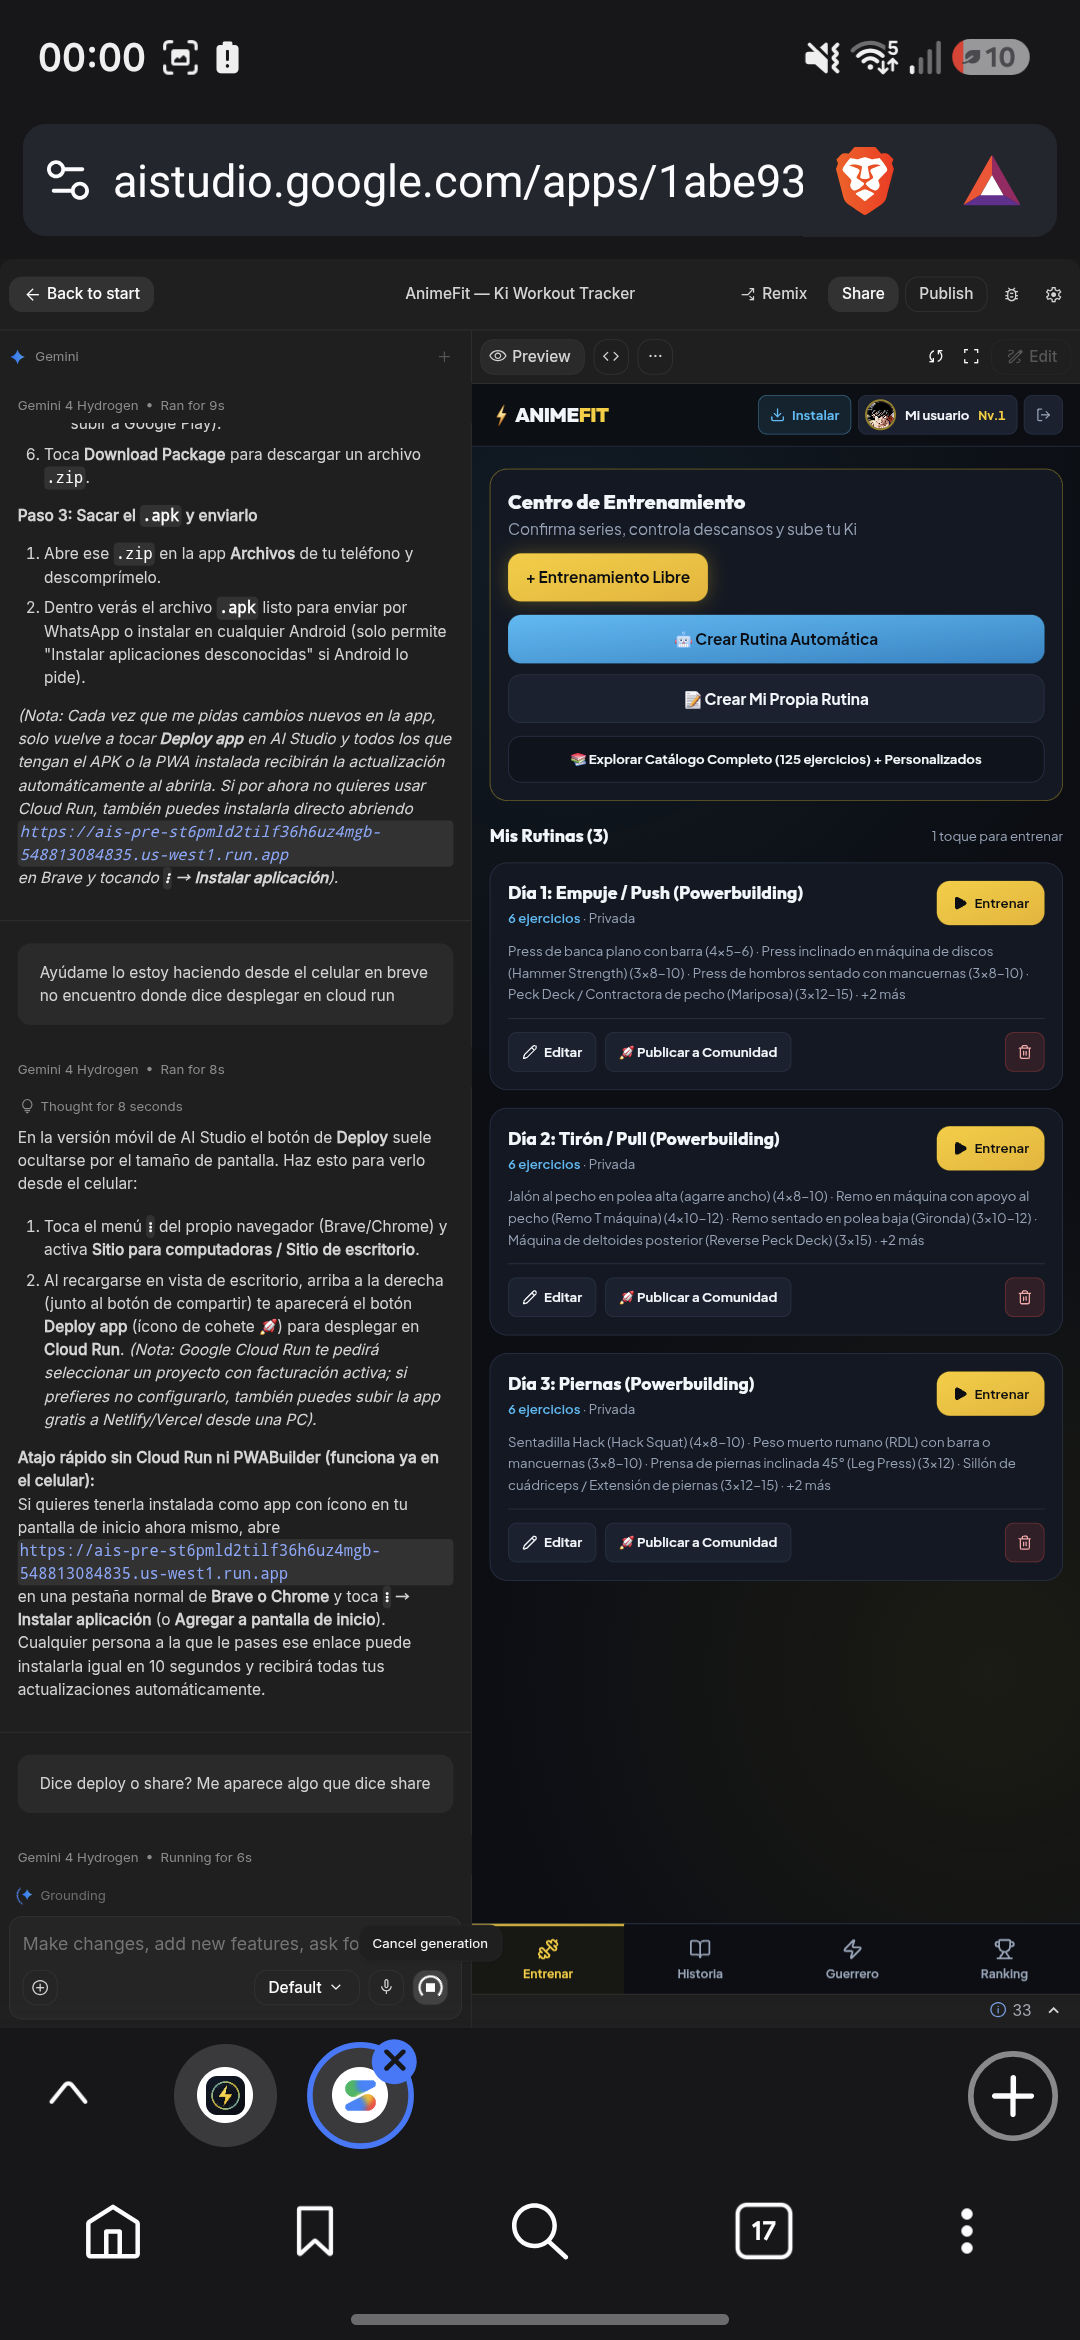 00:00
5
10
aistudio.google.com/apps/1abe93
Back to start
AnimeFit — Ki Workout Tracker
Remix
Share
Publish
Gemini
Gemini 4 Hydrogen • Ran for 9s
subir a Google Play).
6. Toca Download Package para descargar un archivo
.zip.
Paso 3: Sacar el .apk y enviarlo
1. Abre ese .zip en la app Archivos de tu teléfono y
descomprímelo.
2. Dentro verás el archivo .apk listo para enviar por
WhatsApp o instalar en cualquier Android (solo permite
"Instalar aplicaciones desconocidas" si Android lo
pide).
(Nota: Cada vez que me pidas cambios nuevos en la app,
solo vuelve a tocar Deploy app en AI Studio y todos los que
tengan el APK o la PWA instalada recibirán la actualización
automáticamente al abrirla. Si por ahora no quieres usar
Cloud Run, también puedes instalarla directo abriendo
https://ais-pre-st6pmld2tilf36h6uz4mgb-
548813084835.us-west1.run.app
en Brave y tocando ⋮ → Instalar aplicación).
Ayúdame lo estoy haciendo desde el celular en breve
no encuentro donde dice desplegar en cloud run
Gemini 4 Hydrogen • Ran for 8s
Thought for 8 seconds
En la versión móvil de AI Studio el botón de Deploy suele
ocultarse por el tamaño de pantalla. Haz esto para verlo
desde el celular:
1. Toca el menú ⋮ del propio navegador (Brave/Chrome) y
activa Sitio para computadoras / Sitio de escritorio.
2. Al recargarse en vista de escritorio, arriba a la derecha
(junto al botón de compartir) te aparecerá el botón
Deploy app (ícono de cohete 🚀) para desplegar en
Cloud Run. (Nota: Google Cloud Run te pedirá
seleccionar un proyecto con facturación activa; si
prefieres no configurarlo, también puedes subir la app
gratis a Netlify/Vercel desde una PC).
Atajo rápido sin Cloud Run ni PWABuilder (funciona ya en
el celular):
Si quieres tenerla instalada como app con ícono en tu
pantalla de inicio ahora mismo, abre
https://ais-pre-st6pmld2tilf36h6uz4mgb-
548813084835.us-west1.run.app
en una pestaña normal de Brave o Chrome y toca ⋮ →
Instalar aplicación (o Agregar a pantalla de inicio).
Cualquier persona a la que le pases ese enlace puede
instalarla igual en 10 segundos y recibirá todas tus
actualizaciones automáticamente.
Dice deploy o share? Me aparece algo que dice share
Gemini 4 Hydrogen • Running for 6s
Grounding
Make changes, add new features, ask fo
Cancel generation
Default
Preview
Edit
ANIMEFIT
Instalar
Mi usuario Nv.1
Centro de Entrenamiento
Confirma series, controla descansos y sube tu Ki
+ Entrenamiento Libre
🤖 Crear Rutina Automática
📝 Crear Mi Propia Rutina
📚 Explorar Catálogo Completo (125 ejercicios) + Personalizados
Mis Rutinas (3)
1 toque para entrenar
Día 1: Empuje / Push (Powerbuilding)
6 ejercicios · Privada
Entrenar
Press de banca plano con barra (4×5–6) · Press inclinado en máquina de discos
(Hammer Strength) (3×8–10) · Press de hombros sentado con mancuernas (3×8–10) ·
Peck Deck / Contractora de pecho (Mariposa) (3×12–15) · +2 más
Editar
🚀 Publicar a Comunidad
Día 2: Tirón / Pull (Powerbuilding)
6 ejercicios · Privada
Entrenar
Jalón al pecho en polea alta (agarre ancho) (4×8–10) · Remo en máquina con apoyo al
pecho (Remo T máquina) (4×10–12) · Remo sentado en polea baja (Gironda) (3×10–12) ·
Máquina de deltoides posterior (Reverse Peck Deck) (3×15) · +2 más
Editar
🚀 Publicar a Comunidad
Día 3: Piernas (Powerbuilding)
6 ejercicios · Privada
Entrenar
Sentadilla Hack (Hack Squat) (4×8–10) · Peso muerto rumano (RDL) con barra o
mancuernas (3×8–10) · Prensa de piernas inclinada 45° (Leg Press) (3×12) · Sillón de
cuádriceps / Extensión de piernas (3×12–15) · +2 más
Editar
🚀 Publicar a Comunidad
Entrenar
Historia
Guerrero
Ranking
33
17